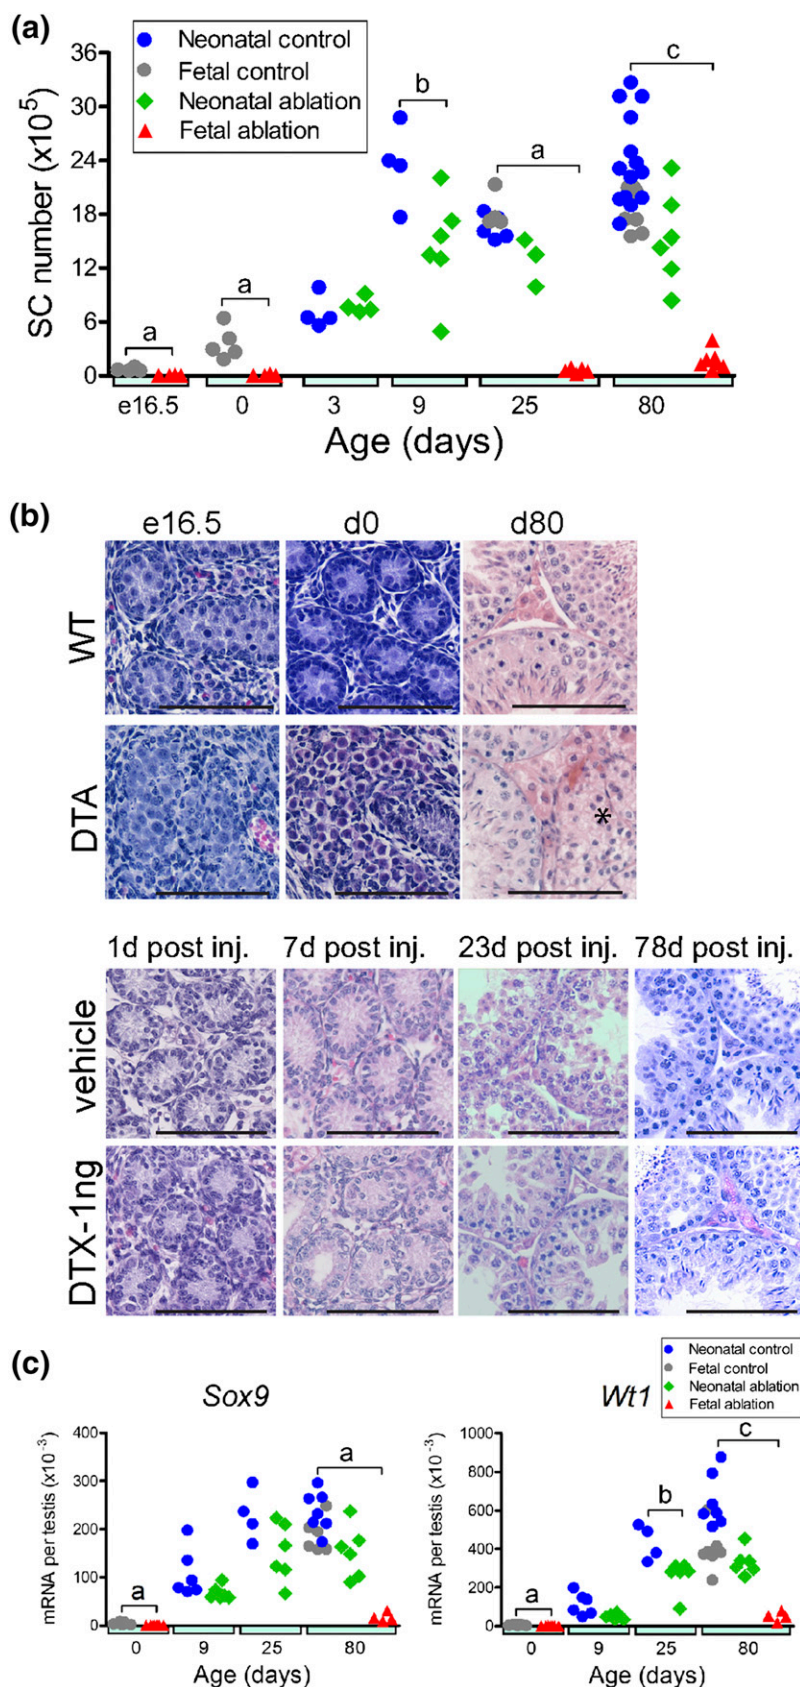 (a)
Neonatal control
Fetal control
Neonatal ablation
Fetal ablation
SC number (x10⁵)
36
30
24
18
12
6
0
a
a
b
a
c
e16.5 0 3 9 25 80
Age (days)
(b)
e16.5 d0 d80
WT
DTA
*
1d post inj. 7d post inj. 23d post inj. 78d post inj.
vehicle
DTX-1ng
(c)
Neonatal control
Fetal control
Neonatal ablation
Fetal ablation
Sox9
mRNA per testis (x10⁻³)
400
300
200
100
0
a
a
0 9 25 80
Age (days)
Wt1
mRNA per testis (x10⁻³)
1000
800
600
400
200
0
a
b
c
0 9 25 80
Age (days)